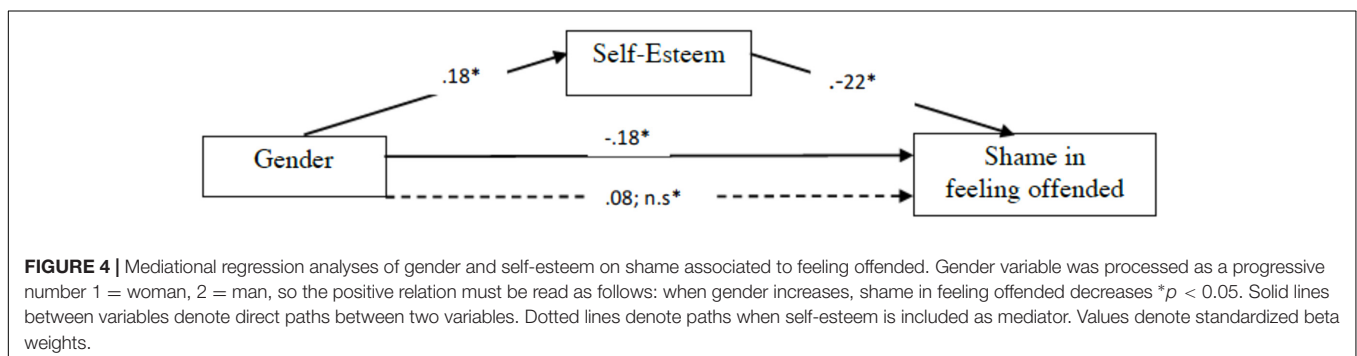 Self-Esteem
.18*
.-22*
-.18*
Gender
Shame in
feeling offended
.08; n.s*
FIGURE 4 | Mediational regression analyses of gender and self-esteem on shame associated to feeling offended. Gender variable was processed as a progressive
number 1 = woman, 2 = man, so the positive relation must be read as follows: when gender increases, shame in feeling offended decreases *p < 0.05. Solid lines
between variables denote direct paths between two variables. Dotted lines denote paths when self-esteem is included as mediator. Values denote standardized beta
weights.